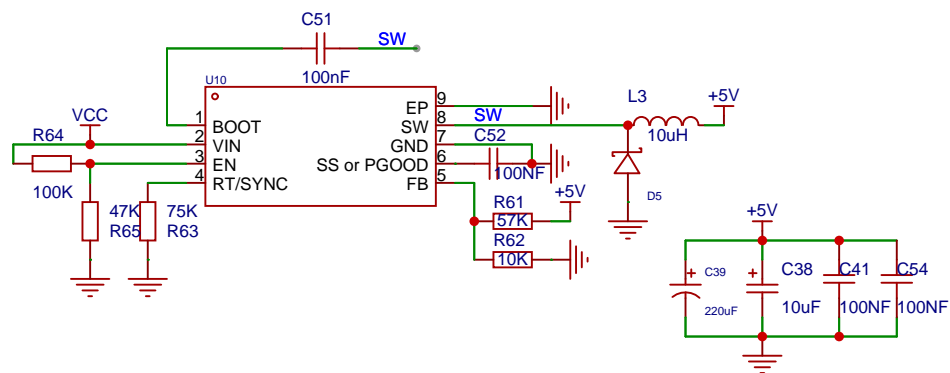 C51
SW
100nF
U10
VCC
R64
100K
1 BOOT
2 VIN
3 EN
4 RT/SYNC
EP 9
SW 8
GND 7
SS or PGOOD 6
FB 5
SW
C52
100NF
L3
10uH
+5V
D5
47K
R65
75K
R63
R61
57K
+5V
R62
10K
+5V
C39
220uF
C38
10uF
C41
100NF
C54
100NF